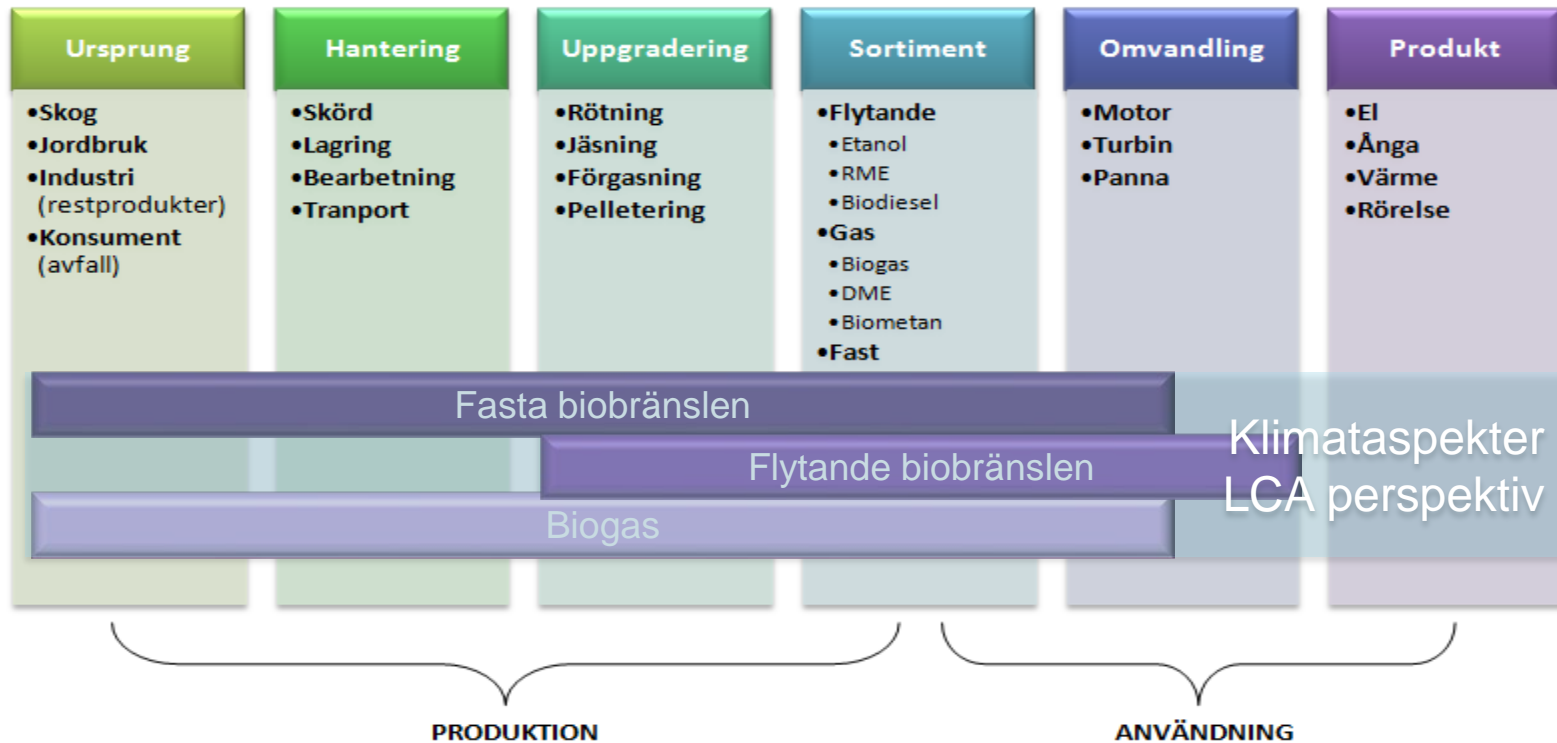 Ursprung
•Skog
•Jordbruk
•Industri
(restprodukter)
•Konsument
(avfall)
Hantering
•Skörd
•Lagring
•Bearbetning
•Tranport
Uppgradering
•Rötning
•Jäsning
•Förgasning
•Pelletering
Sortiment
•Flytande
•Etanol
•RME
•Biodiesel
•Gas
•Biogas
•DME
•Biometan
•Fast
Omvandling
•Motor
•Turbin
•Panna
Produkt
•El
•Ånga
•Värme
•Rörelse
Fasta biobränslen
Flytande biobränslen
Biogas
Klimataspekter
LCA perspektiv
PRODUKTION
ANVÄNDNING